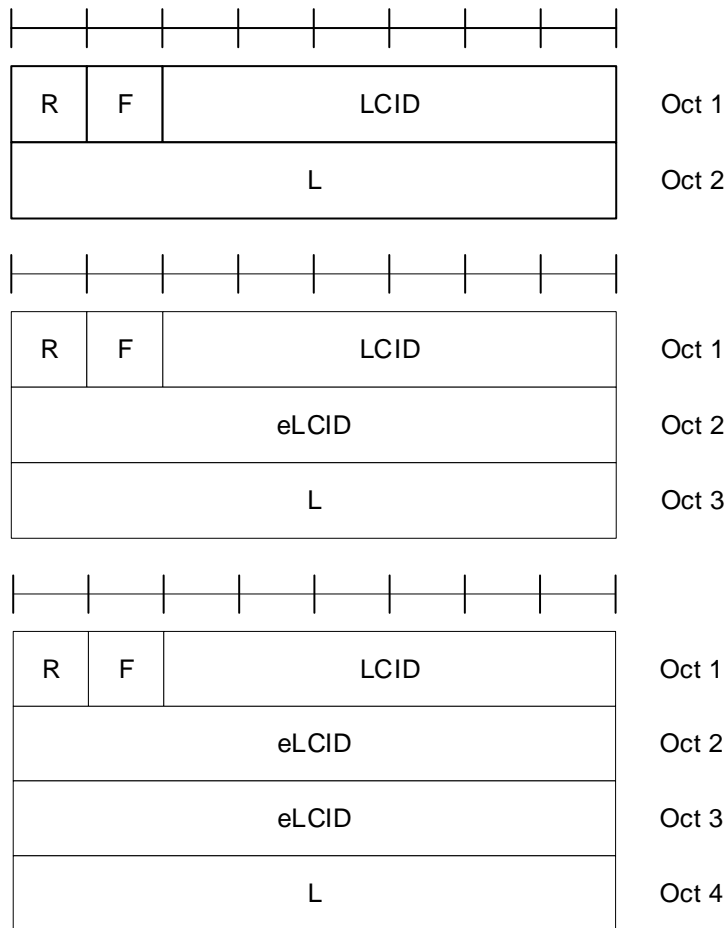 R F LCID Oct 1
L Oct 2
R F LCID Oct 1
eLCID Oct 2
L Oct 3
R F LCID Oct 1
eLCID Oct 2
eLCID Oct 3
L Oct 4